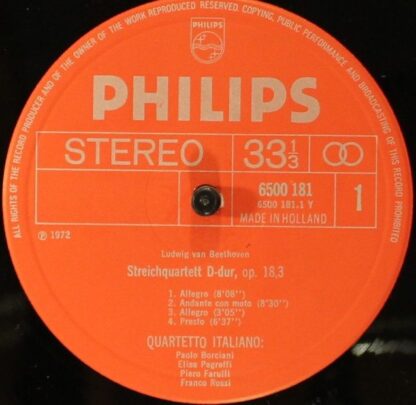 ALL RIGHTS OF THE RECORD PRODUCER AND OF THE OWNER OF THE WORK REPRODUCED RESERVED. COPYING, PUBLIC PERFORMANCE AND BROADCASTING OF THIS RECORD PROHIBITED
PHILIPS
PHILIPS
STEREO 33 1/3
6500 181
6500 181.1 Y
MADE IN HOLLAND
1
℗ 1972
Ludwig van Beethoven
Streichquartett D-dur, op. 18,3
1. Allegro (8'08'')
2. Andante con moto (8'30'')
3. Allegro (3'05'')
4. Presto (6'37'')
QUARTETTO ITALIANO:
Paolo Borciani
Elisa Pegreffi
Piero Farulli
Franco Rossi